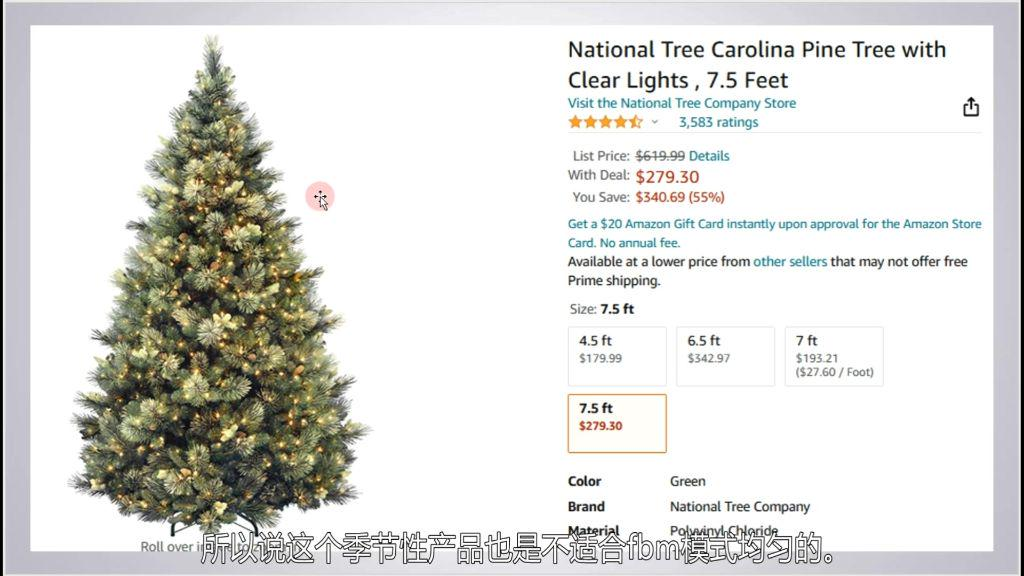 National Tree Carolina Pine Tree with
Clear Lights , 7.5 Feet
Visit the National Tree Company Store
3,583 ratings
List Price: $619.99 Details
With Deal: $279.30
You Save: $340.69 (55%)
Get a $20 Amazon Gift Card instantly upon approval for the Amazon Store
Card. No annual fee.
Available at a lower price from other sellers that may not offer free
Prime shipping.
Size: 7.5 ft
4.5 ft
$179.99
6.5 ft
$342.97
7 ft
$193.21
($27.60 / Foot)
7.5 ft
$279.30
Color Green
Brand National Tree Company
Material Polyvinyl Chloride
Roll over
所以说这个季节性产品也是不适合fbm模式均匀的。